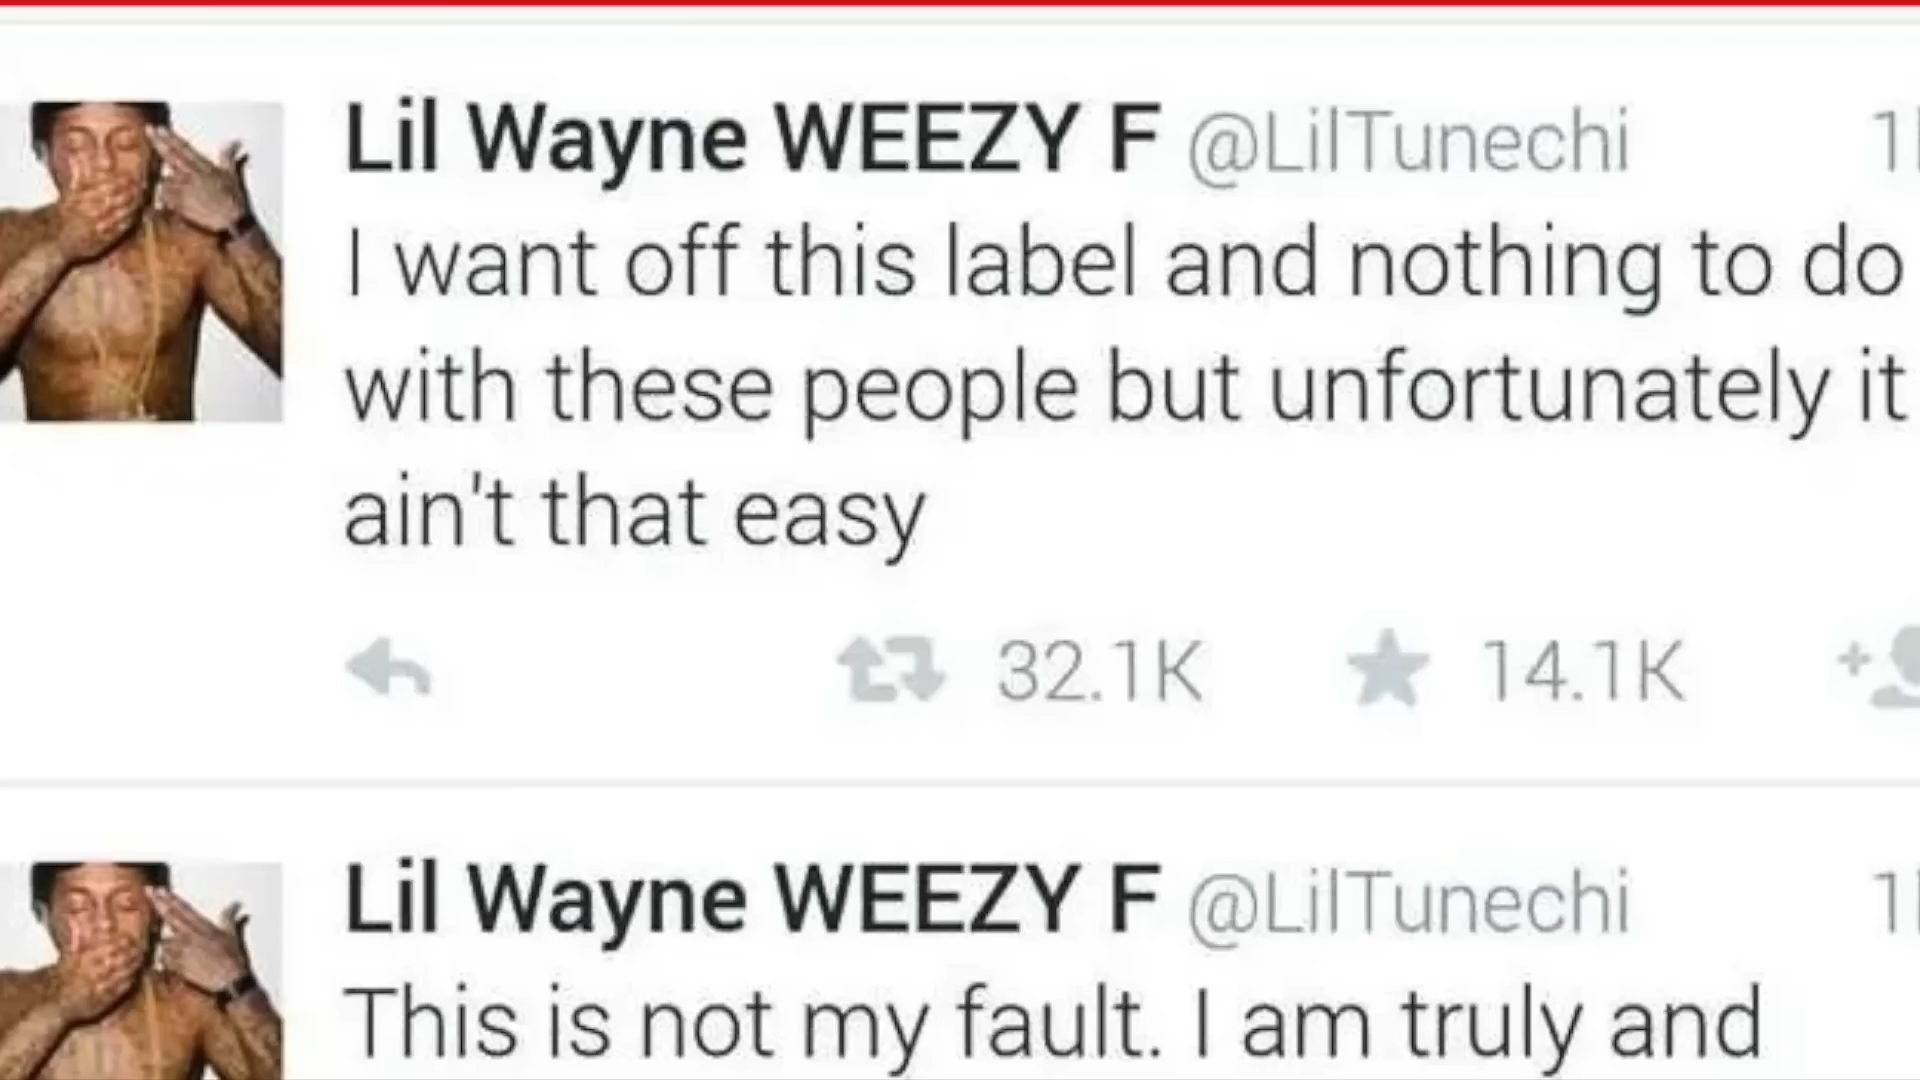 Lil Wayne WEEZY F @LilTunechi
I want off this label and nothing to do
with these people but unfortunately it
ain't that easy
32.1K 14.1K
Lil Wayne WEEZY F @LilTunechi
This is not my fault. I am truly and